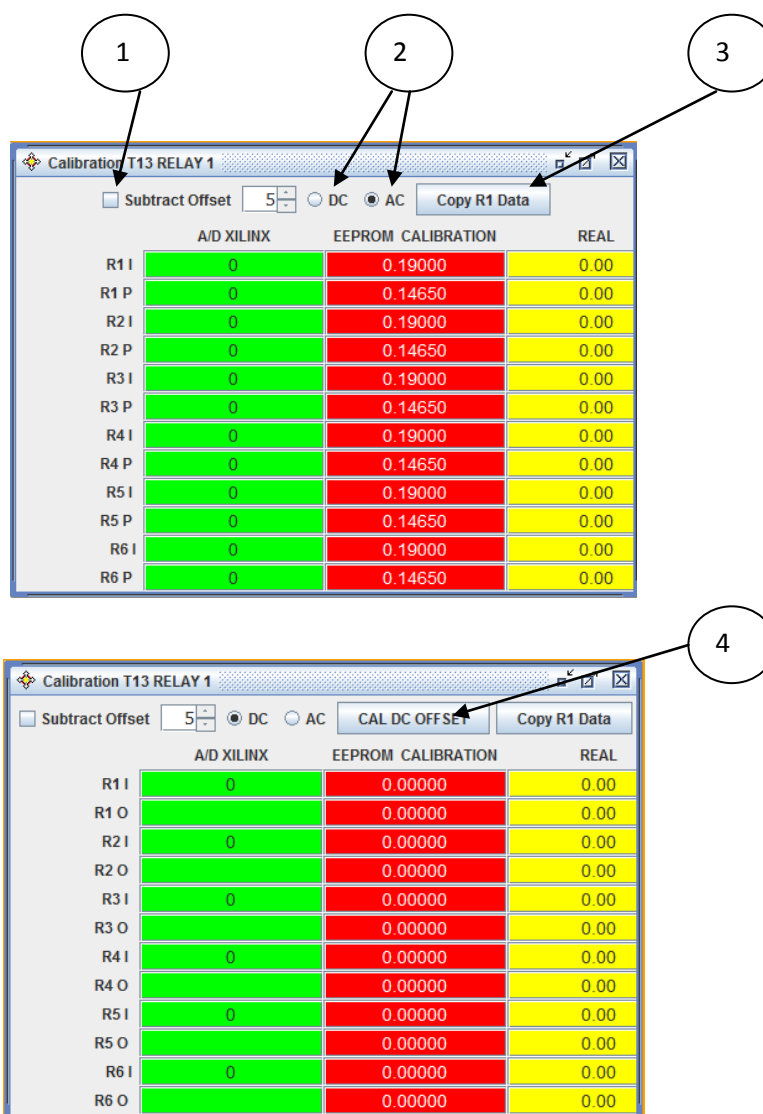 1 2 3
Calibration T13 RELAY 1
Subtract Offset 5 DC AC Copy R1 Data
A/D XILINX EEPROM CALIBRATION REAL
R1 I 0 0.19000 0.00
R1 P 0 0.14650 0.00
R2 I 0 0.19000 0.00
R2 P 0 0.14650 0.00
R3 I 0 0.19000 0.00
R3 P 0 0.14650 0.00
R4 I 0 0.19000 0.00
R4 P 0 0.14650 0.00
R5 I 0 0.19000 0.00
R5 P 0 0.14650 0.00
R6 I 0 0.19000 0.00
R6 P 0 0.14650 0.00
4
Calibration T13 RELAY 1
Subtract Offset 5 DC AC CAL DC OFFSET Copy R1 Data
A/D XILINX EEPROM CALIBRATION REAL
R1 I 0 0.00000 0.00
R1 O 0.00000 0.00
R2 I 0 0.00000 0.00
R2 O 0.00000 0.00
R3 I 0 0.00000 0.00
R3 O 0.00000 0.00
R4 I 0 0.00000 0.00
R4 O 0.00000 0.00
R5 I 0 0.00000 0.00
R5 O 0.00000 0.00
R6 I 0 0.00000 0.00
R6 O 0.00000 0.00